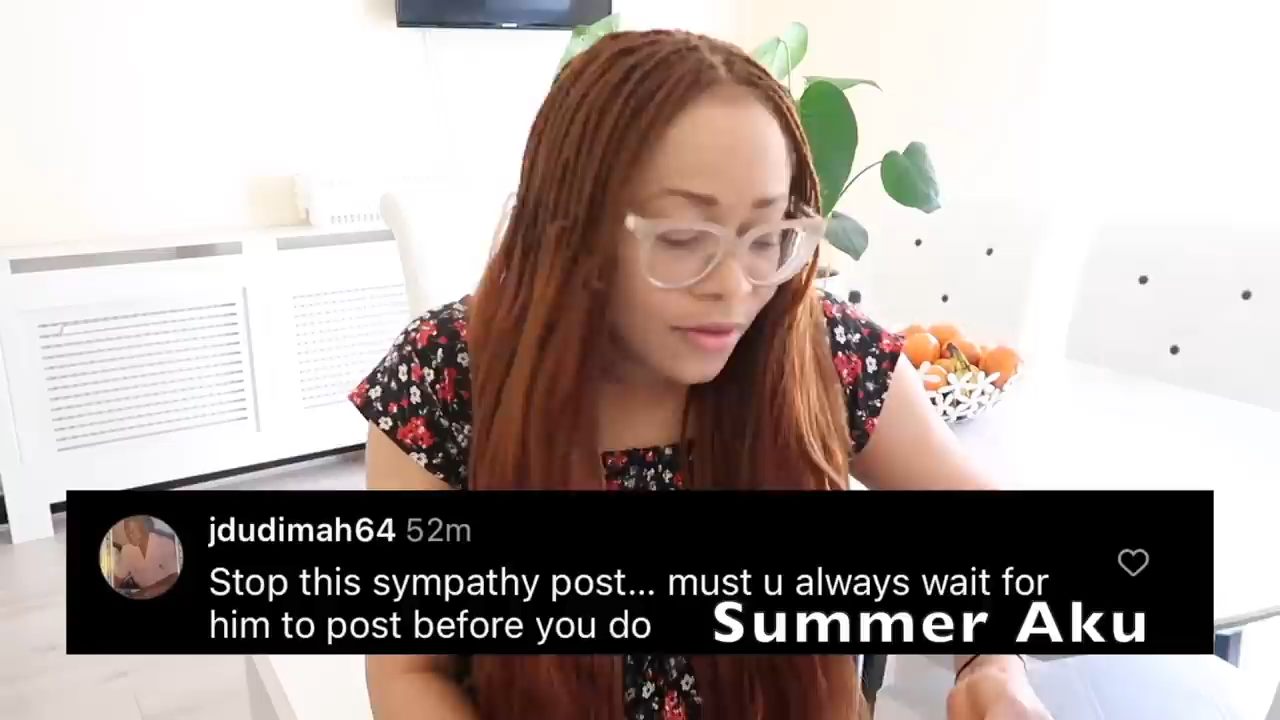 jdudimah64 52m
Stop this sympathy post... must u always wait for
him to post before you do
Summer Aku